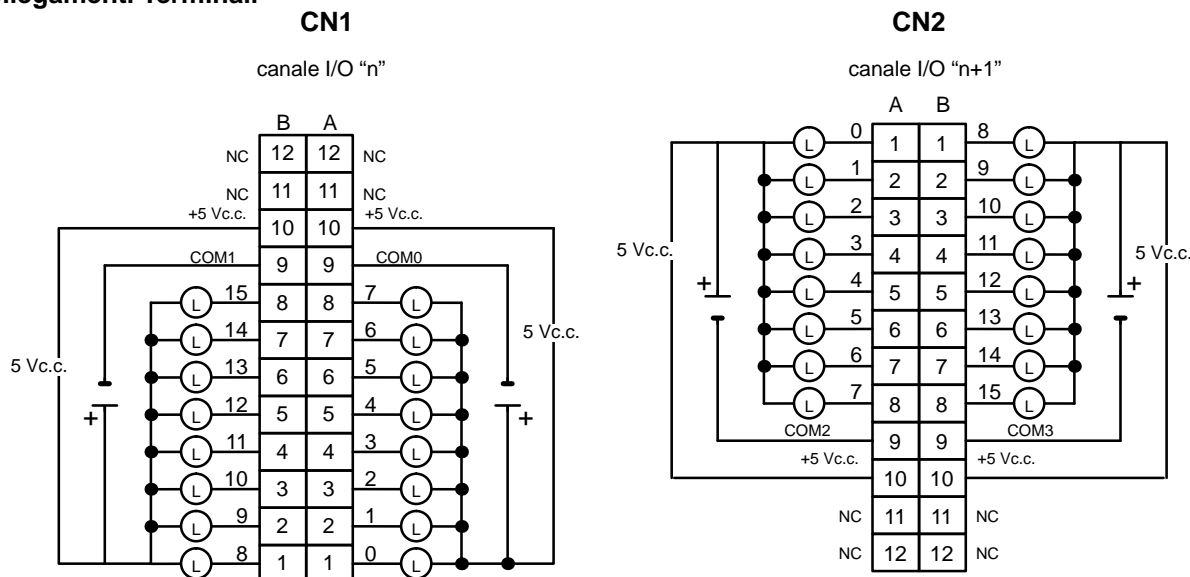 llegamenti Terminali
CN1
canale I/O “n”
B A
NC 12 12 NC
NC 11 11 NC
+5 Vc.c. +5 Vc.c.
10 10
COM1 9 9 COM0
L 15 8 8 7 L
L 14 7 7 6 L
5 Vc.c. 5 Vc.c.
L 13 6 6 5 L
+ L 12 5 5 4 L +
L 11 4 4 3 L
L 10 3 3 2 L
L 9 2 2 1 L
L 8 1 1 0 L
CN2
canale I/O “n+1”
A B
L 0 1 1 8 L
L 1 2 2 9 L
L 2 3 3 10 L
5 Vc.c. L 3 4 4 11 L 5 Vc.c.
+ L 4 5 5 12 L +
L 5 6 6 13 L
L 6 7 7 14 L
L 7 8 8 15 L
COM2 9 9 COM3
+5 Vc.c. +5 Vc.c.
10 10
NC 11 11 NC
NC 12 12 NC